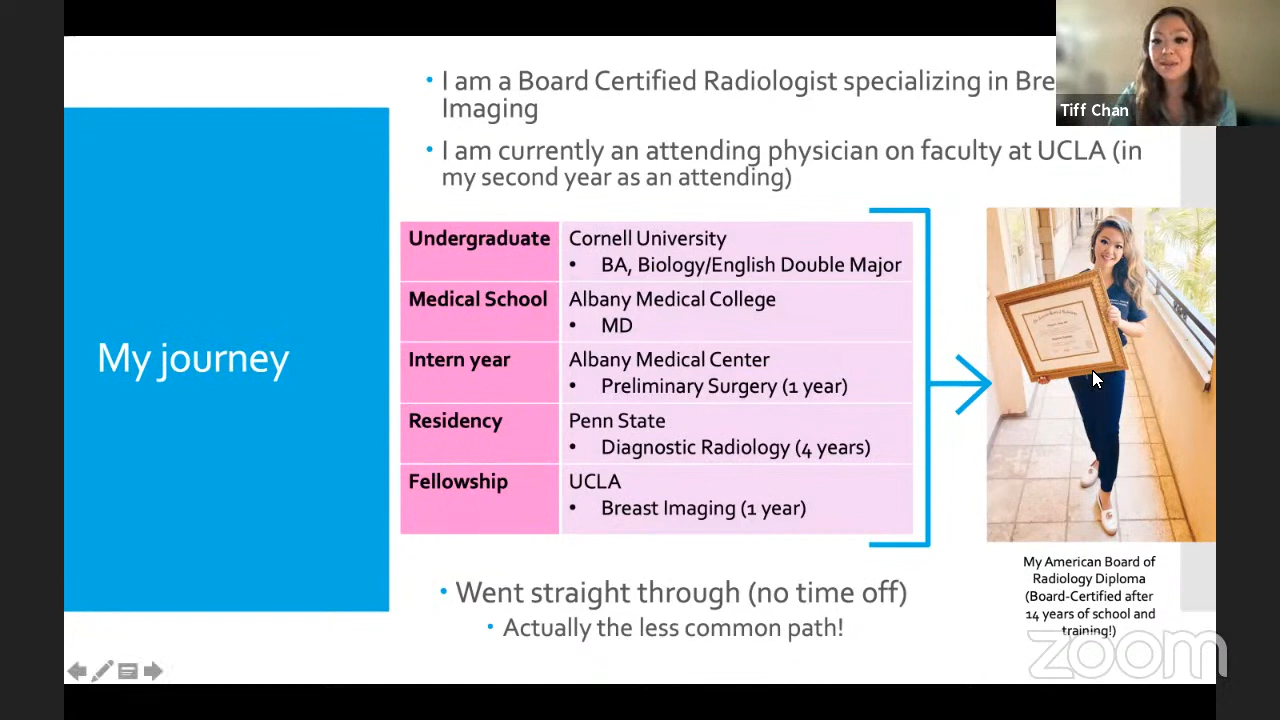 • I am a Board Certified Radiologist specializing in Bre
Imaging
Tiff Chan
• I am currently an attending physician on faculty at UCLA (in
my second year as an attending)
My journey
Undergraduate
Cornell University
• BA, Biology/English Double Major
Medical School
Albany Medical College
• MD
Intern year
Albany Medical Center
• Preliminary Surgery (1 year)
Residency
Penn State
• Diagnostic Radiology (4 years)
Fellowship
UCLA
• Breast Imaging (1 year)
My American Board of
Radiology Diploma
(Board-Certified after
14 years of school and
training!)
• Went straight through (no time off)
• Actually the less common path!
zoom